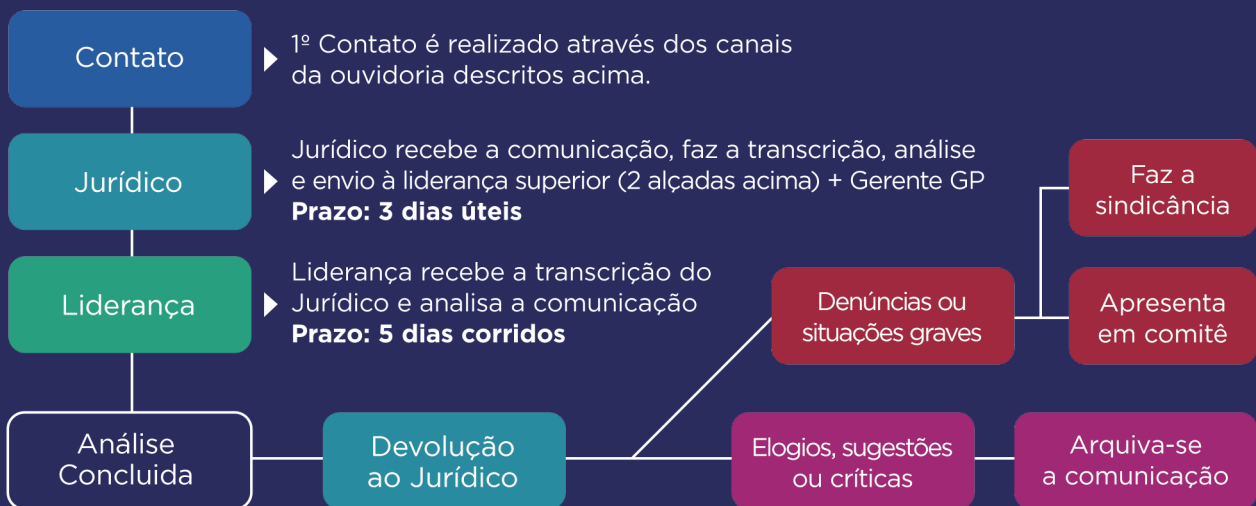 Contato
1º Contato é realizado através dos canais
da ouvidoria descritos acima.
Jurídico
Jurídico recebe a comunicação, faz a transcrição, análise
e envio à liderança superior (2 alçadas acima) + Gerente GP
Prazo: 3 dias úteis
Liderança
Liderança recebe a transcrição do
Jurídico e analisa a comunicação
Prazo: 5 dias corridos
Faz a
sindicância
Denúncias ou
situações graves
Apresenta
em comitê
Análise
Concluida
Devolução
ao Jurídico
Elogios, sugestões
ou críticas
Arquiva-se
a comunicação